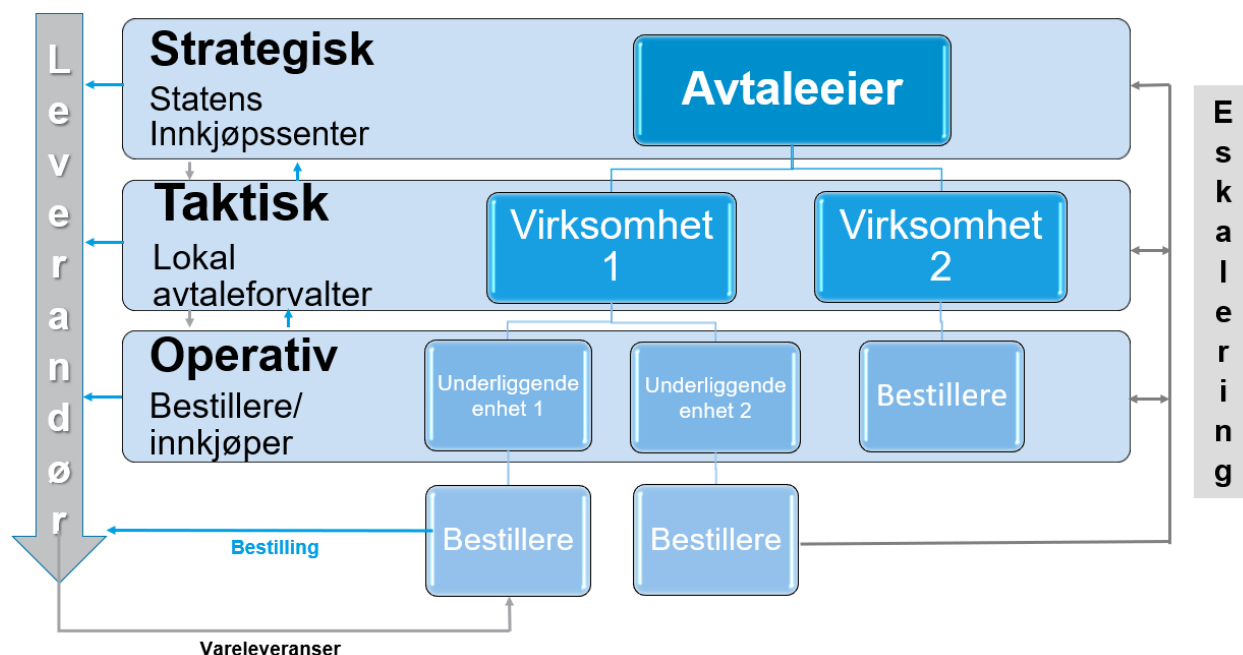 Leverandør
Strategisk
Statens
Innkjøpssenter
Avtaleeier
Taktisk
Lokal
avtaleforvalter
Virksomhet
1
Virksomhet
2
Operativ
Bestillere/
innkjøper
Underliggende
enhet 1
Underliggende
enhet 2
Bestillere
Bestillere
Bestillere
Bestilling
Vareleveranser
Eskalering